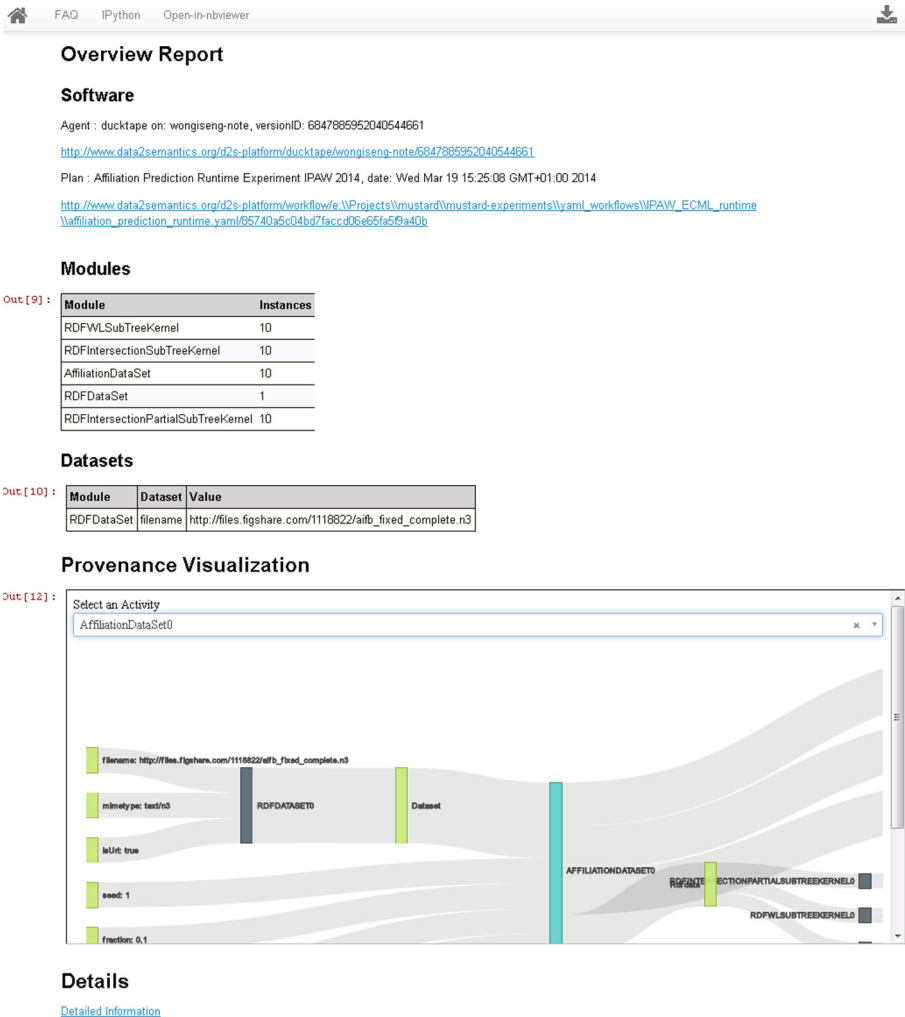 FAQ IPython Open-in-nbviewer
Overview Report
Software
Agent : ducktape on: wongiseng-note, versionID: 6847885952040544661
http://www.data2semantics.org/d2s-platform/ducktape/wongiseng-note/6847885952040544661
Plan : Affiliation Prediction Runtime Experiment IPAW 2014, date: Wed Mar 19 15:25:08 GMT+01:00 2014
http://www.data2semantics.org/d2s-platform/workflow/e:\\Projects\\mustard\\mustard-experiments\\yaml_workflows\\IPAW_ECML_runtime
\\affiliation_prediction_runtime.yaml/85740a5c04bd7faccd06e65fa5f9a40b
Modules
Out[9]:
Module Instances
RDFWLSubTreeKernel 10
RDFIntersectionSubTreeKernel 10
AffiliationDataSet 10
RDFDataSet 1
RDFIntersectionPartialSubTreeKernel 10
Datasets
Out[10]:
Module Dataset Value
RDFDataSet filename http://files.figshare.com/1118822/aifb_fixed_complete.n3
Provenance Visualization
Out[12]:
Select an Activity
AffiliationDataSet0
filename: http://files.figshare.com/1118822/aifb_fixed_complete.n3
mimetype: text/n3
RDFDATASET0
Dataset
isUrl: true
AFFILIATIONDATASET0
RDFINTERSECTIONPARTIALSUBTREEKERNEL0
Rdfdata
seed: 1
RDFWLSUBTREEKERNEL0
fraction: 0.1
Details
Detailed Information